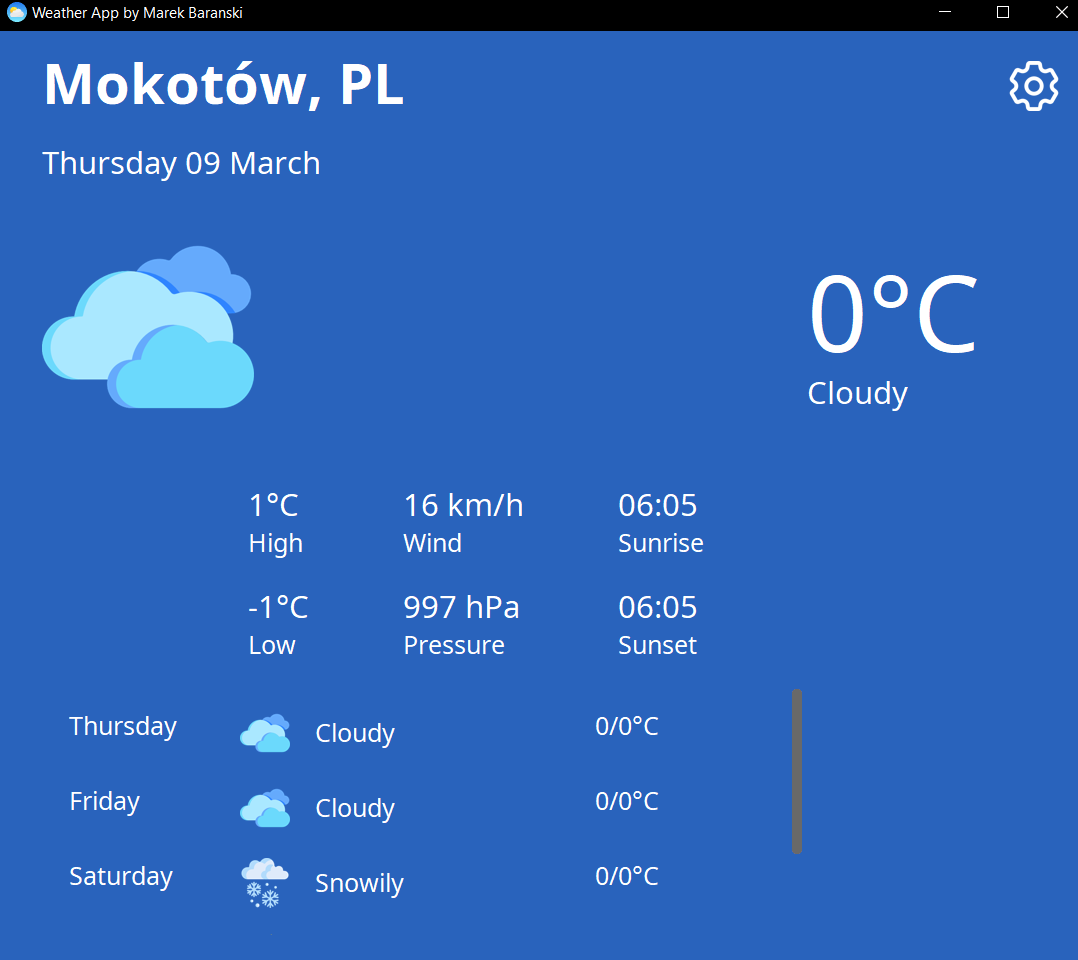 Weather App by Marek Baranski
Mokotów, PL
Thursday 09 March
0°C
Cloudy
1°C 16 km/h 06:05
High Wind Sunrise
-1°C 997 hPa 06:05
Low Pressure Sunset
Thursday Cloudy 0/0°C
Friday Cloudy 0/0°C
Saturday Snowily 0/0°C